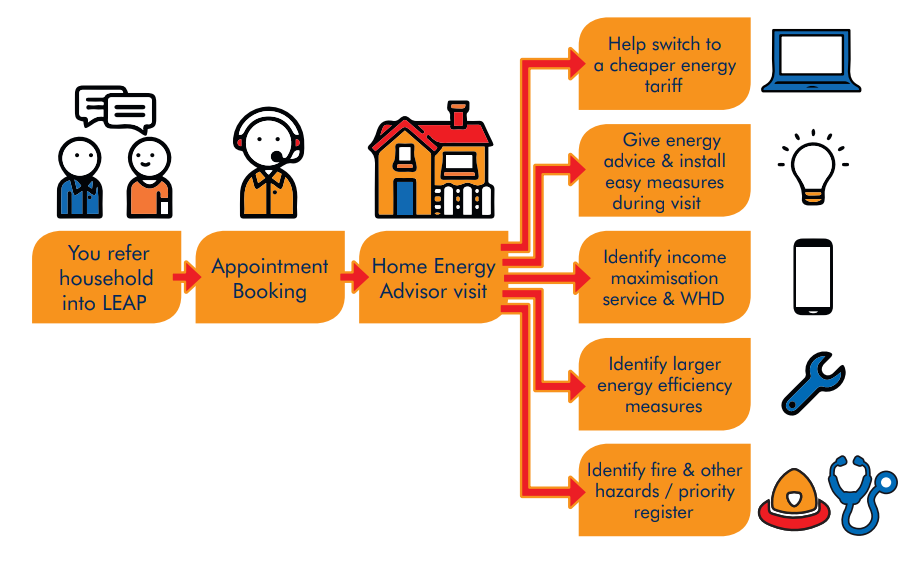 You refer
household
into LEAP
Appointment
Booking
Home Energy
Advisor visit
Help switch to
a cheaper energy
tariff
Give energy
advice & install
easy measures
during visit
Identify income
maximisation
service & WHD
Identify larger
energy efficiency
measures
Identify fire & other
hazards / priority
register